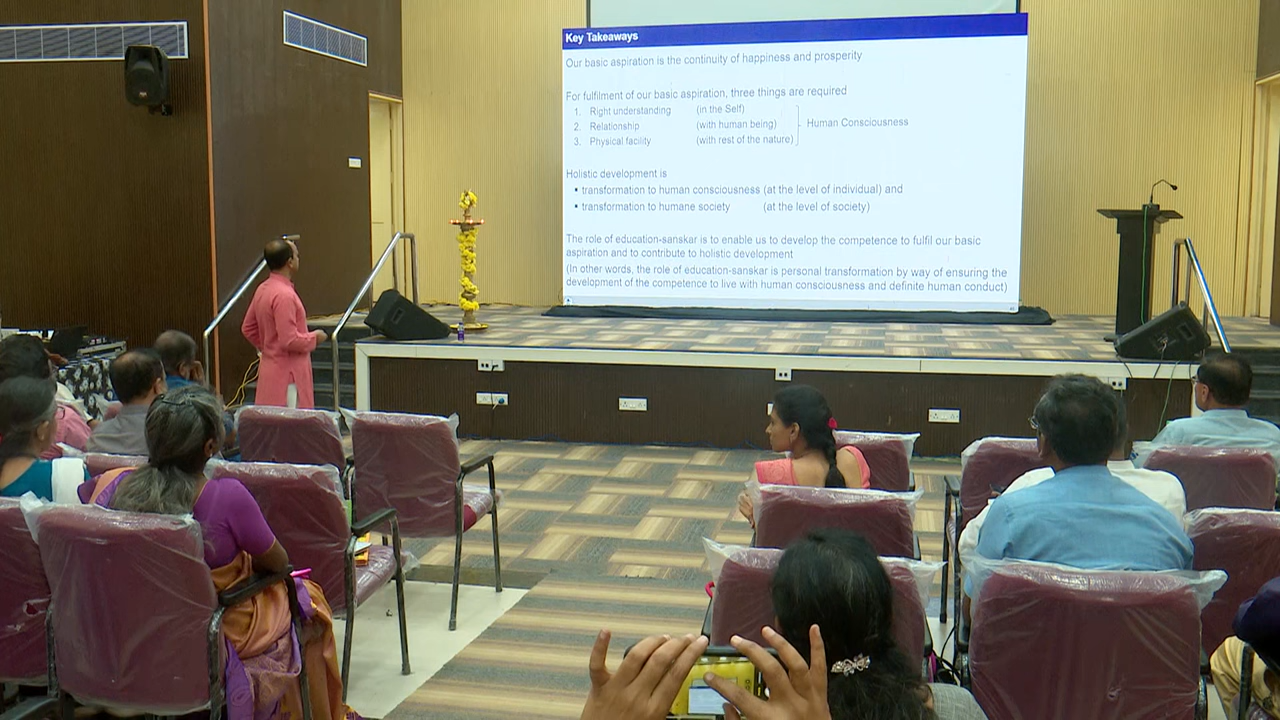 Key Takeaways
Our basic aspiration is the continuity of happiness and prosperity
For fulfilment of our basic aspiration, three things are required
1. Right understanding (in the Self)
2. Relationship (with human being) Human Consciousness
3. Physical facility (with rest of the nature)
Holistic development is
• transformation to human consciousness (at the level of individual) and
• transformation to humane society (at the level of society)
The role of education-sanskar is to enable us to develop the competence to fulfil our basic
aspiration and to contribute to holistic development
(In other words, the role of education-sanskar is personal transformation by way of ensuring the
development of the competence to live with human consciousness and definite human conduct)